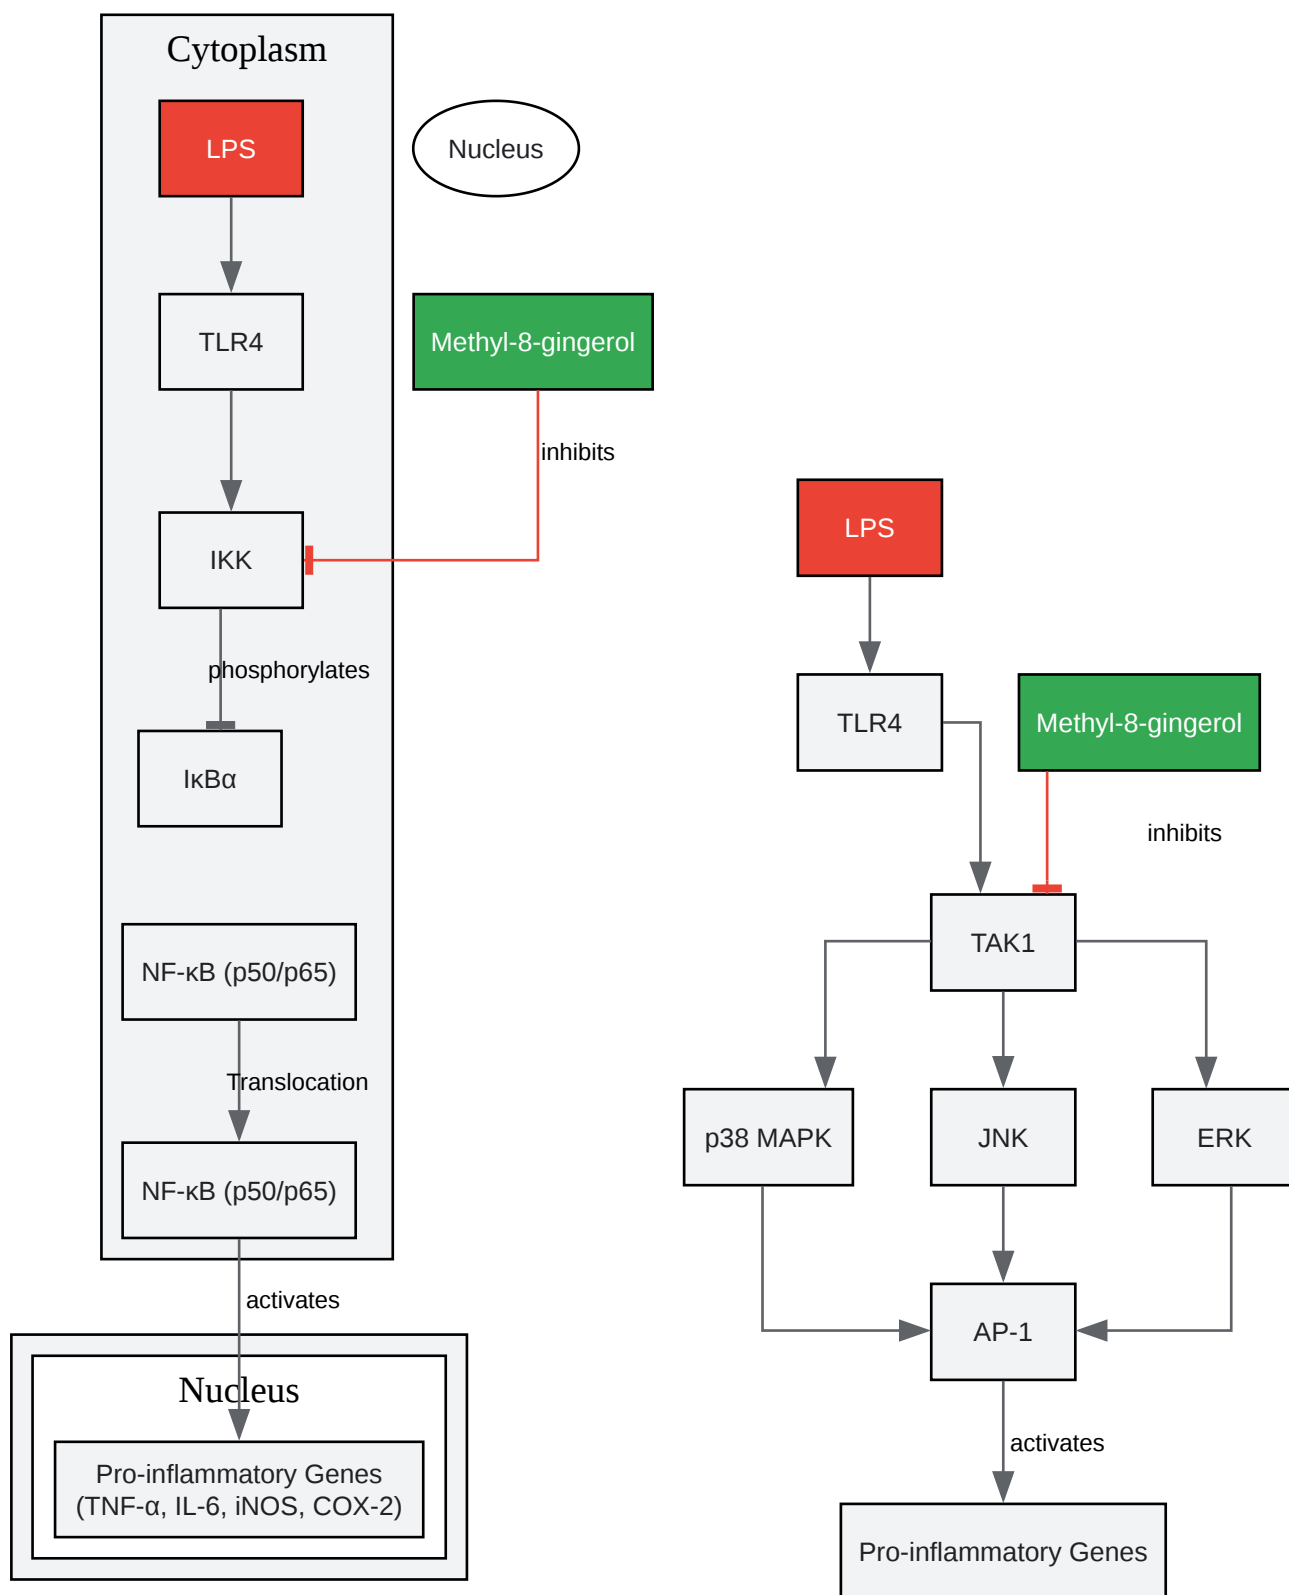 Cytoplasm
LPS
Nucleus
TLR4
Methyl-8-gingerol
inhibits
IKK
phosphorylates
IκBα
NF-κB (p50/p65)
Translocation
NF-κB (p50/p65)
activates
Nucleus
Pro-inflammatory Genes
(TNF-α, IL-6, iNOS, COX-2)
LPS
TLR4
Methyl-8-gingerol
inhibits
TAK1
p38 MAPK
JNK
ERK
AP-1
activates
Pro-inflammatory Genes